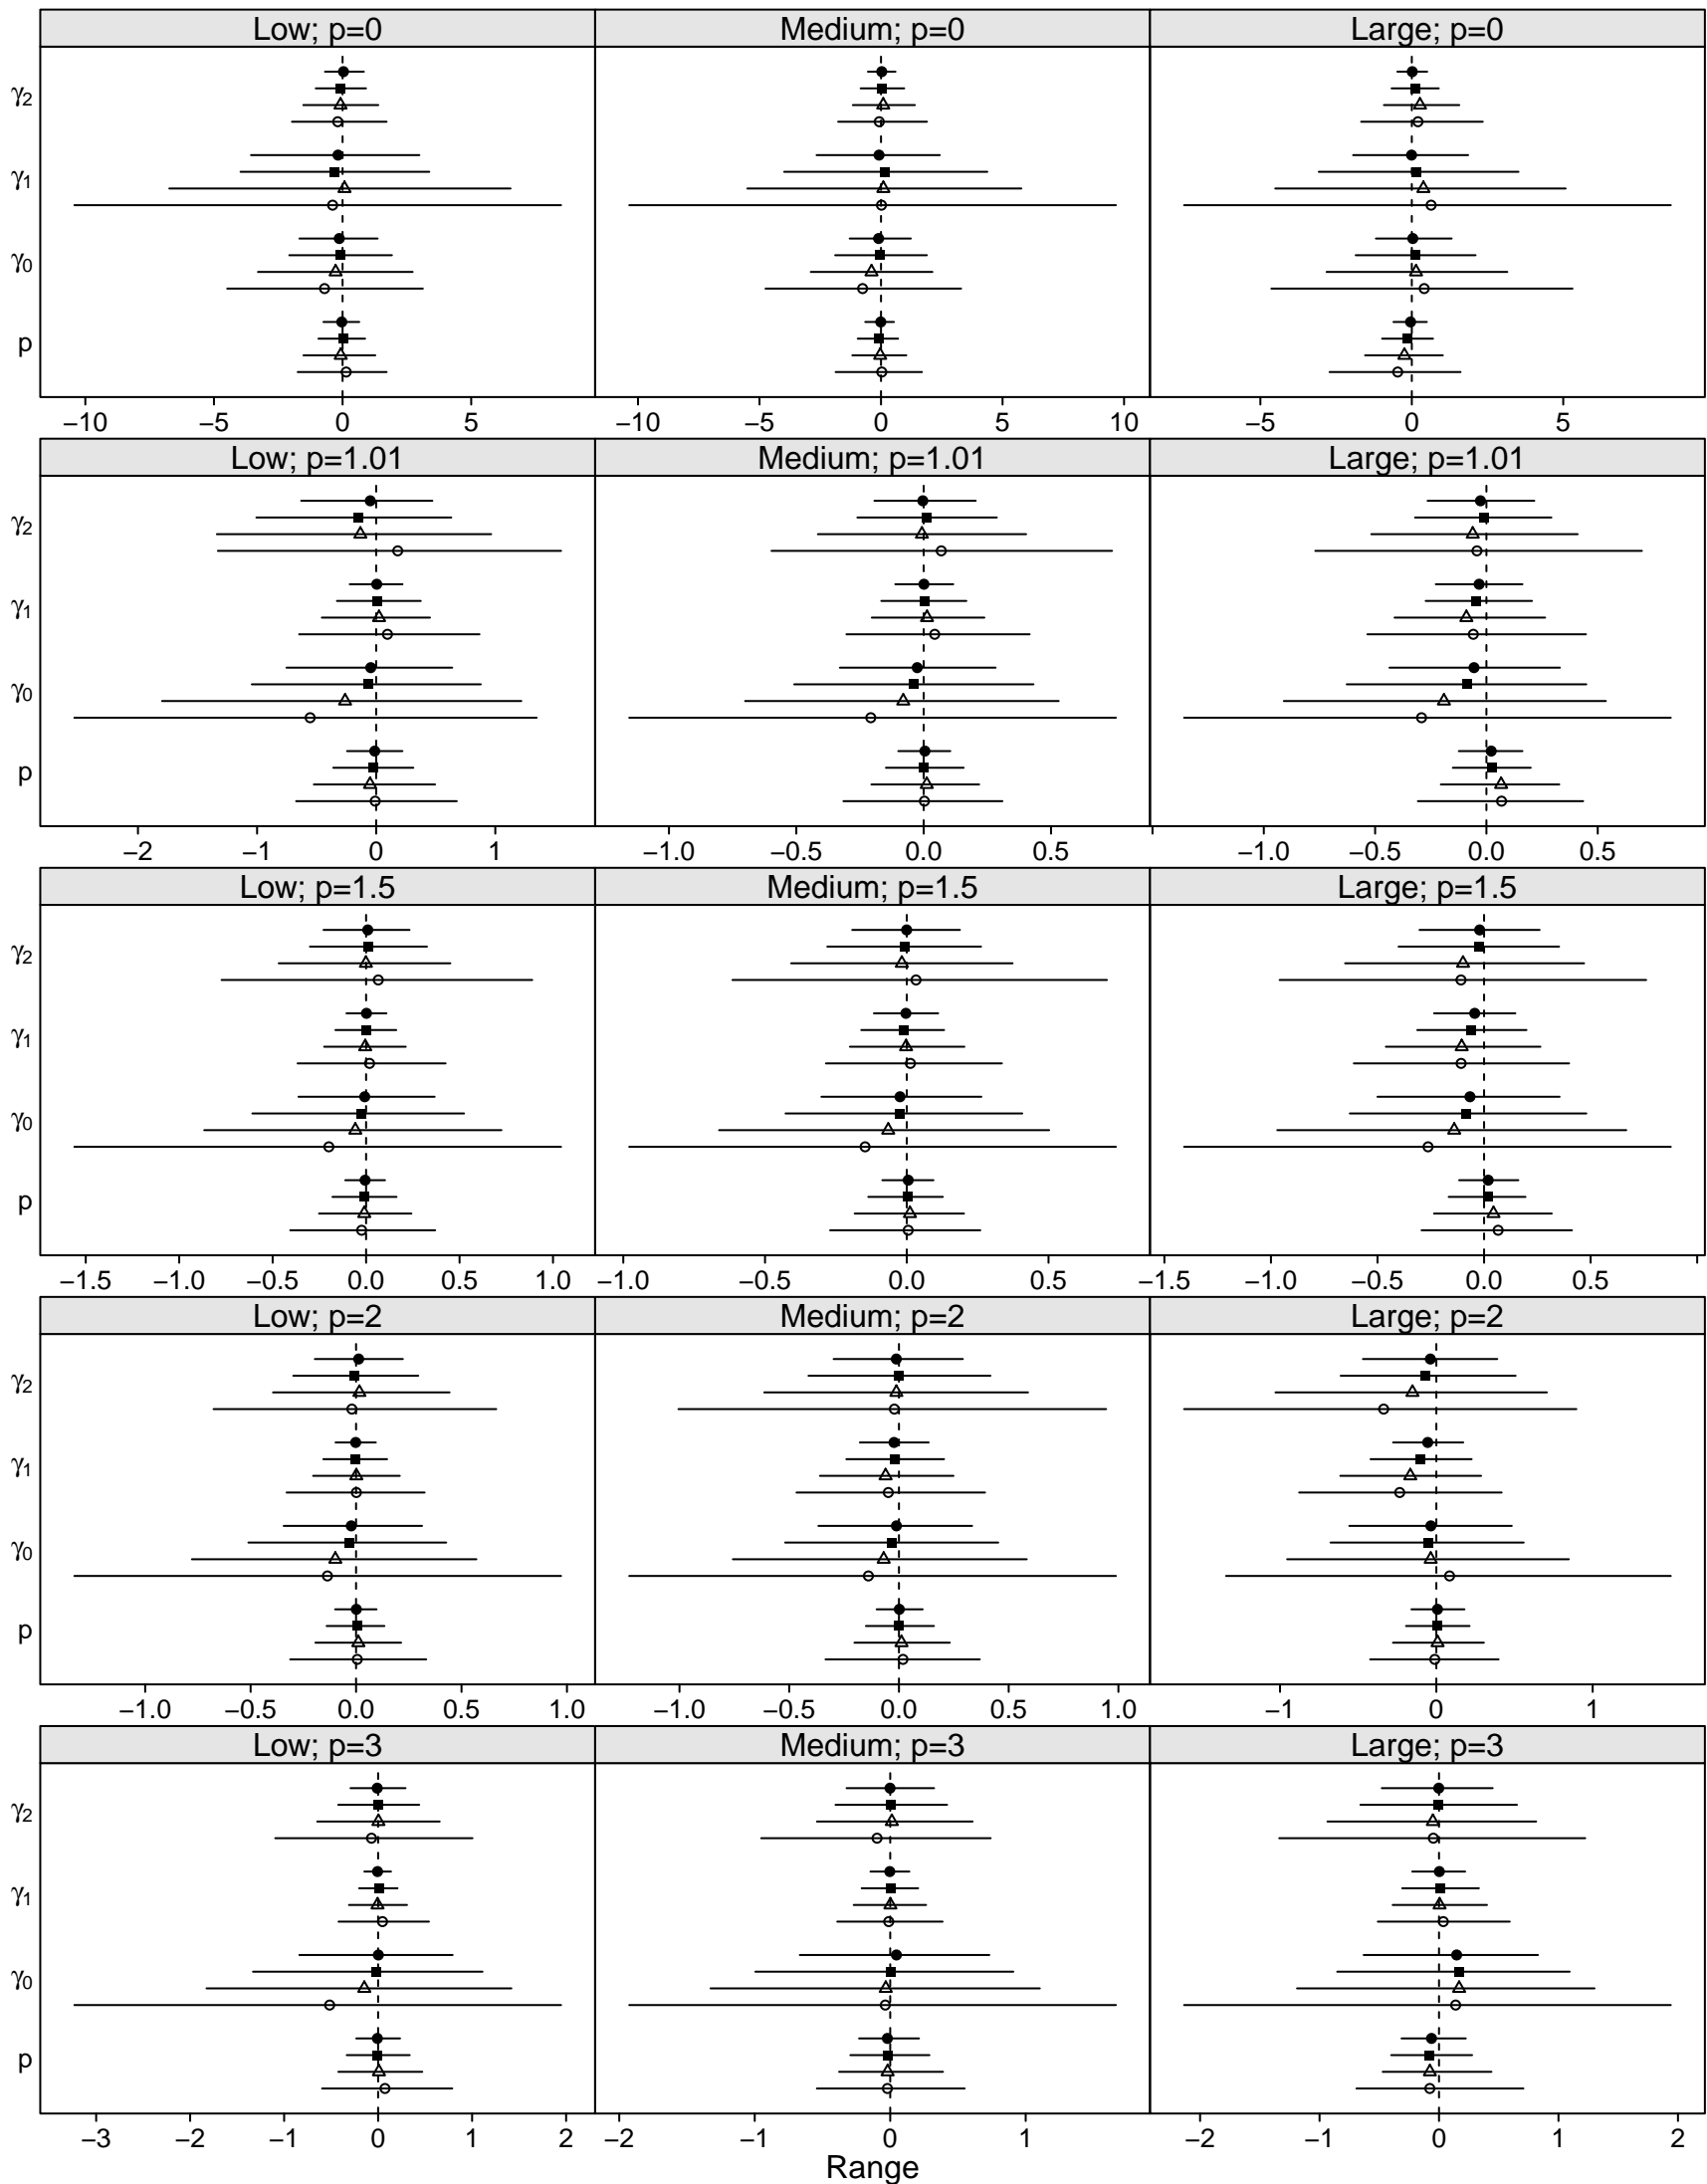 Low; p=0 Medium; p=0 Large; p=0
γ2
γ1
γ0
p
−10 −5 0 5 −10 −5 0 5 10 −5 0 5
Low; p=1.01 Medium; p=1.01 Large; p=1.01
γ2
γ1
γ0
p
−2 −1 0 1 −1.0 −0.5 0.0 0.5 −1.0 −0.5 0.0 0.5
Low; p=1.5 Medium; p=1.5 Large; p=1.5
γ2
γ1
γ0
p
−1.5 −1.0 −0.5 0.0 0.5 1.0 −1.0 −0.5 0.0 0.5 −1.5 −1.0 −0.5 0.0 0.5
Low; p=2 Medium; p=2 Large; p=2
γ2
γ1
γ0
p
−1.0 −0.5 0.0 0.5 1.0 −1.0 −0.5 0.0 0.5 1.0 −1 0 1
Low; p=3 Medium; p=3 Large; p=3
γ2
γ1
γ0
p
−3 −2 −1 0 1 2 −2 −1 0 1 −2 −1 0 1 2
Range